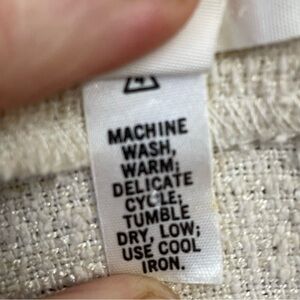 MACHINE
WASH,
WARM;
DELICATE
CYCLE;
TUMBLE
DRY, LOW;
USE COOL
IRON.